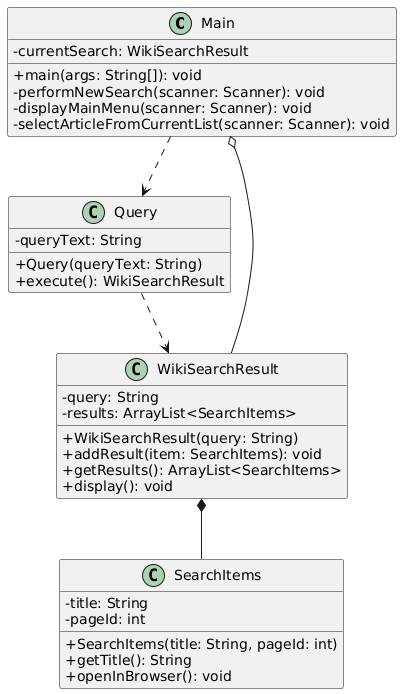 C Main
-currentSearch: WikiSearchResult
+main(args: String[]): void
-performNewSearch(scanner: Scanner): void
-displayMainMenu(scanner: Scanner): void
-selectArticleFromCurrentList(scanner: Scanner): void
C Query
-queryText: String
+Query(queryText: String)
+execute(): WikiSearchResult
C WikiSearchResult
-query: String
-results: ArrayList<SearchItems>
+WikiSearchResult(query: String)
+addResult(item: SearchItems): void
+getResults(): ArrayList<SearchItems>
+display(): void
C SearchItems
-title: String
-pageId: int
+SearchItems(title: String, pageId: int)
+getTitle(): String
+openInBrowser(): void